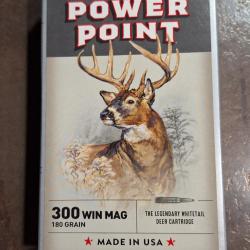 POWER
POINT
300 WIN MAG
180 GRAIN
THE LEGENDARY WHITETAIL
DEER CARTRIDGE
★ MADE IN USA ★